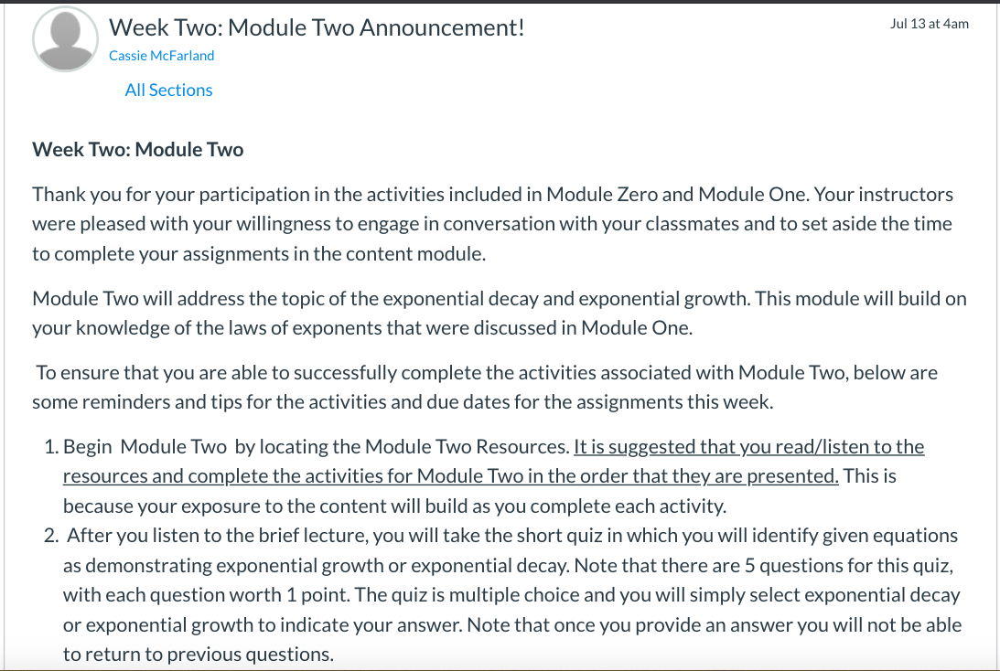 Week Two: Module Two Announcement!
Jul 13 at 4am
Cassie McFarland
All Sections
Week Two: Module Two
Thank you for your participation in the activities included in Module Zero and Module One. Your instructors
were pleased with your willingness to engage in conversation with your classmates and to set aside the time
to complete your assignments in the content module.
Module Two will address the topic of the exponential decay and exponential growth. This module will build on
your knowledge of the laws of exponents that were discussed in Module One.
To ensure that you are able to successfully complete the activities associated with Module Two, below are
some reminders and tips for the activities and due dates for the assignments this week.
1. Begin Module Two by locating the Module Two Resources. It is suggested that you read/listen to the
resources and complete the activities for Module Two in the order that they are presented. This is
because your exposure to the content will build as you complete each activity.
2. After you listen to the brief lecture, you will take the short quiz in which you will identify given equations
as demonstrating exponential growth or exponential decay. Note that there are 5 questions for this quiz,
with each question worth 1 point. The quiz is multiple choice and you will simply select exponential decay
or exponential growth to indicate your answer. Note that once you provide an answer you will not be able
to return to previous questions.